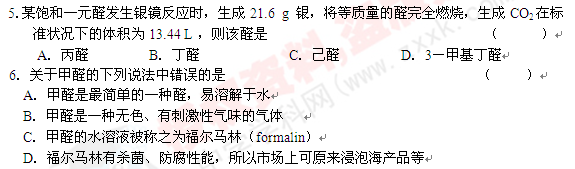 5.某饱和一元醛发生银镜反应时，生成 21.6 g 银，将等质量的醛完全燃烧，生成 CO2在标
准状况下的体积为 13.44 L ，则该醛是 （ ）
A．丙醛 B．丁醛 C．己醛 D．3—甲基丁醛
6．关于甲醛的下列说法中错误的是 （ ）
A．甲醛是最简单的一种醛，易溶解于水
B．甲醛是一种无色、有刺激性气味的气体
C．甲醛的水溶液被称之为福尔马林（formalin）
D．福尔马林有杀菌、防腐性能，所以市场上可原来浸泡海产品等